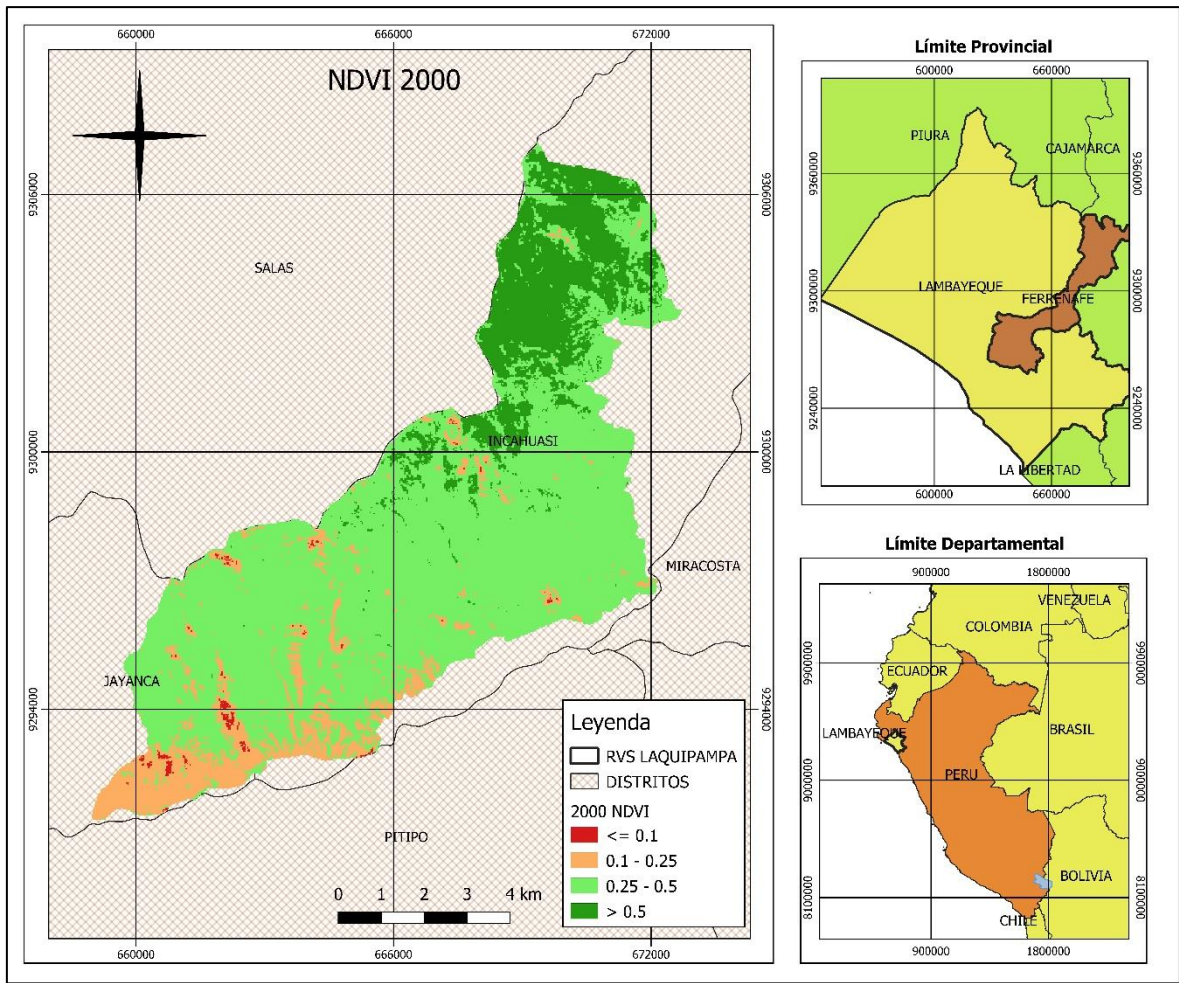 NDVI 2000
660000
666000
672000
9306000
9306000
SALAS
INCAHUASI
9300000
9300000
MIRACOSTA
JAYANCA
9294000
9294000
PITIPO
0 1 2 3 4 km
Leyenda
RVS LAQUIPAMPA
DISTRITOS
2000 NDVI
<= 0.1
0.1 - 0.25
0.25 - 0.5
> 0.5
660000
666000
672000
Límite Provincial
600000
660000
PIURA
CAJAMARCA
9360000
9360000
LAMBAYEQUE
FERREÑAFE
9300000
9300000
9240000
9240000
LA LIBERTAD
600000
660000
Límite Departamental
900000
1800000
VENEZUELA
COLOMBIA
9900000
9900000
ECUADOR
LAMBAYEQUE
BRASIL
PERU
9000000
9000000
BOLIVIA
8100000
8100000
CHILE
900000
1800000